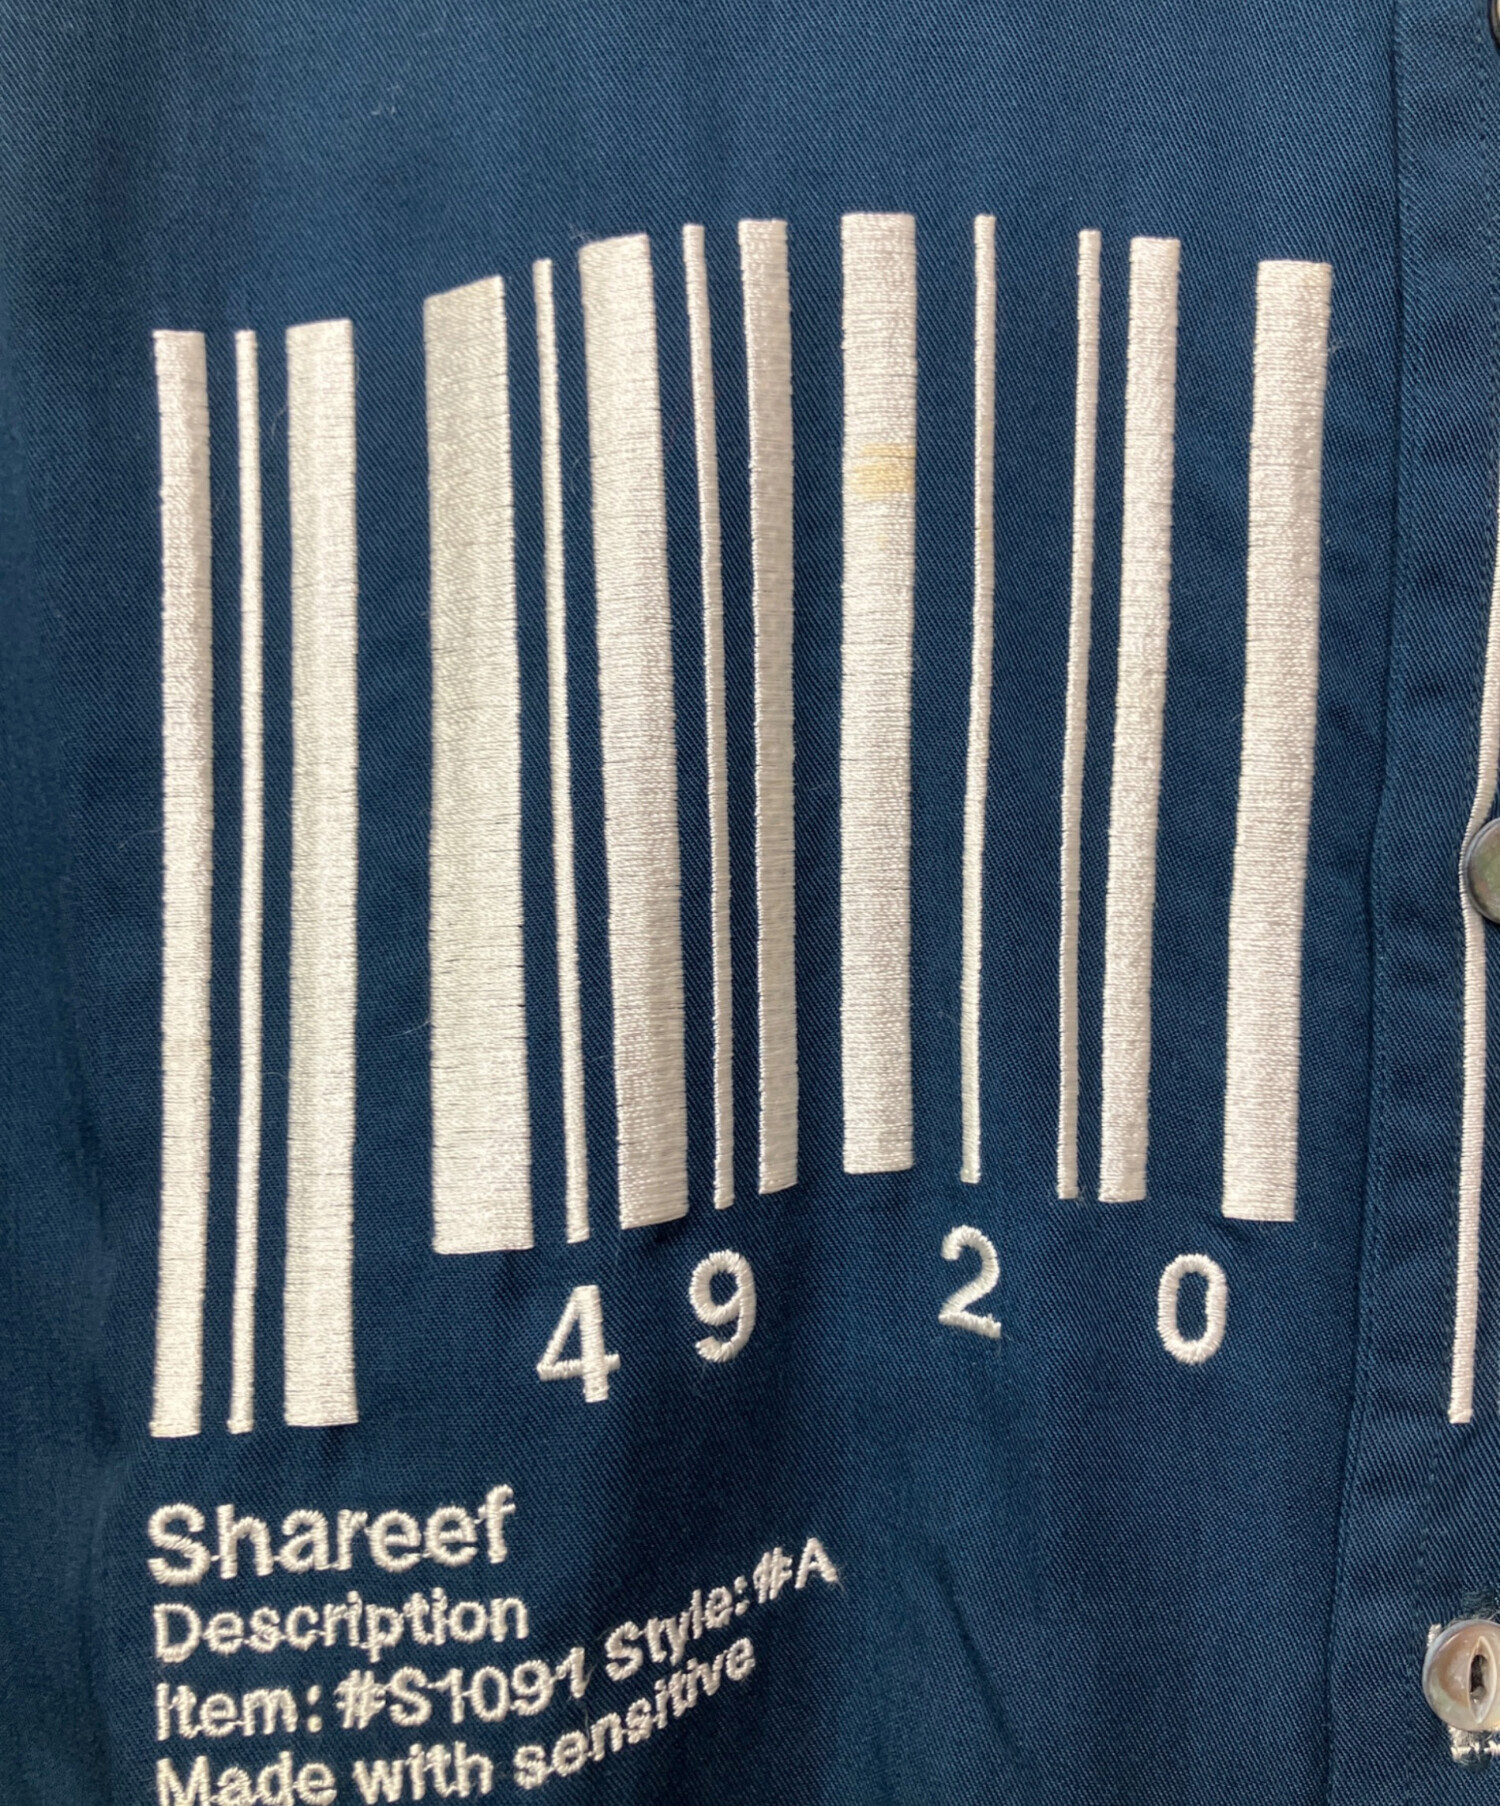 4 9 2 0
Shareef
Description
Item: #S1091 Style: #A
Made with sensitive